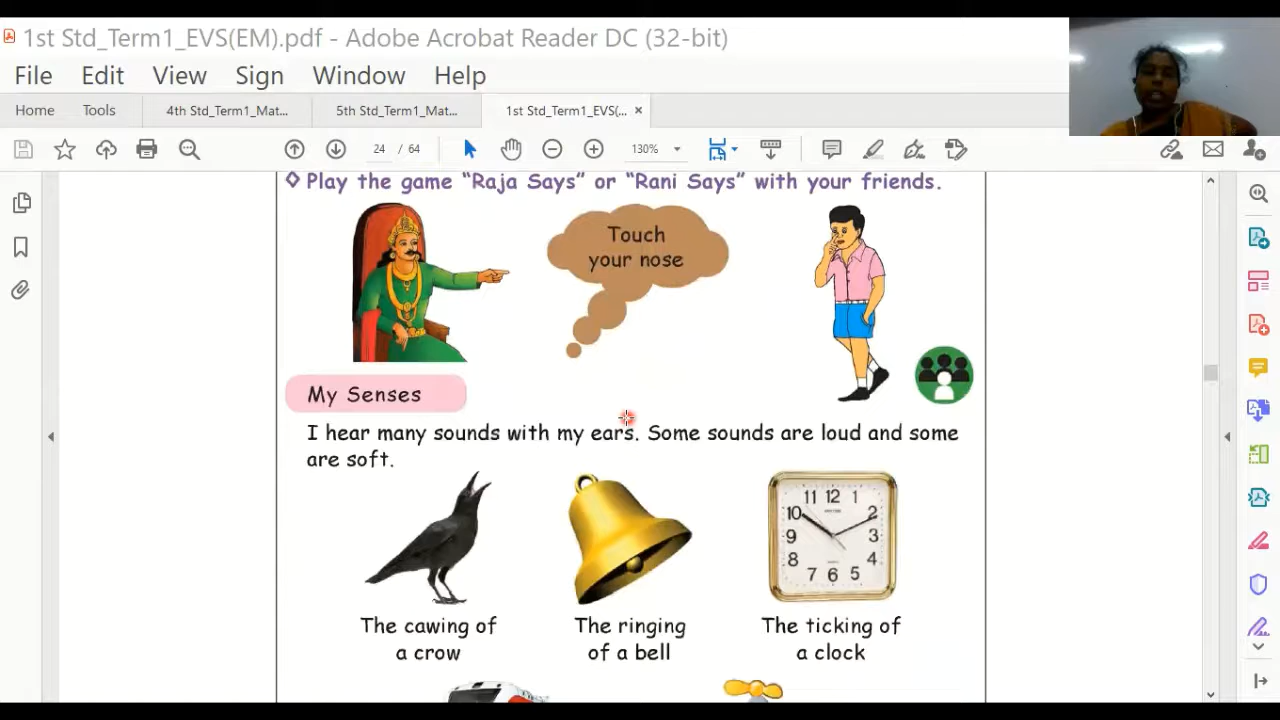 1st Std_Term1_EVS(EM).pdf - Adobe Acrobat Reader DC (32-bit)
File Edit View Sign Window Help
Home Tools 4th Std_Term1_Mat... 5th Std_Term1_Mat... 1st Std_Term1_EVS(... ×
24 / 64 130%
Play the game "Raja Says" or "Rani Says" with your friends.
Touch
your nose
My Senses
I hear many sounds with my ears. Some sounds are loud and some
are soft.
11 12 1
10 2
9 3
8 4
7 6 5
The cawing of
a crow
The ringing
of a bell
The ticking of
a clock